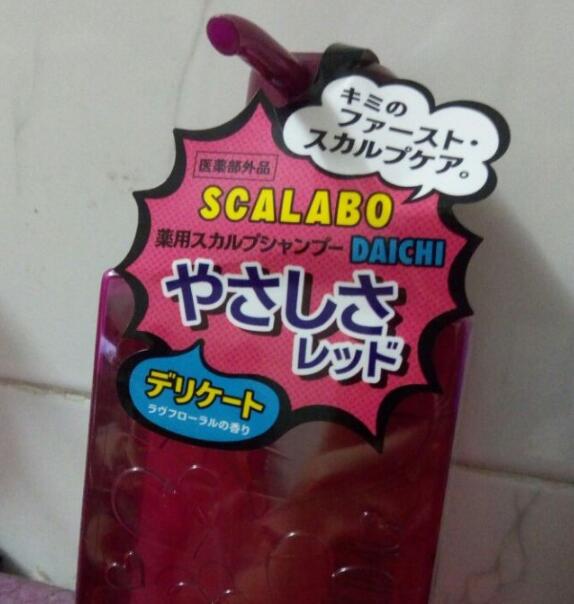 キミの
ファースト・
スカルプケア。
医薬部外品
SCALABO
薬用スカルプシャンプー DAICHI
やさしさ
レッド
デリケート
ラヴフローラルの香り